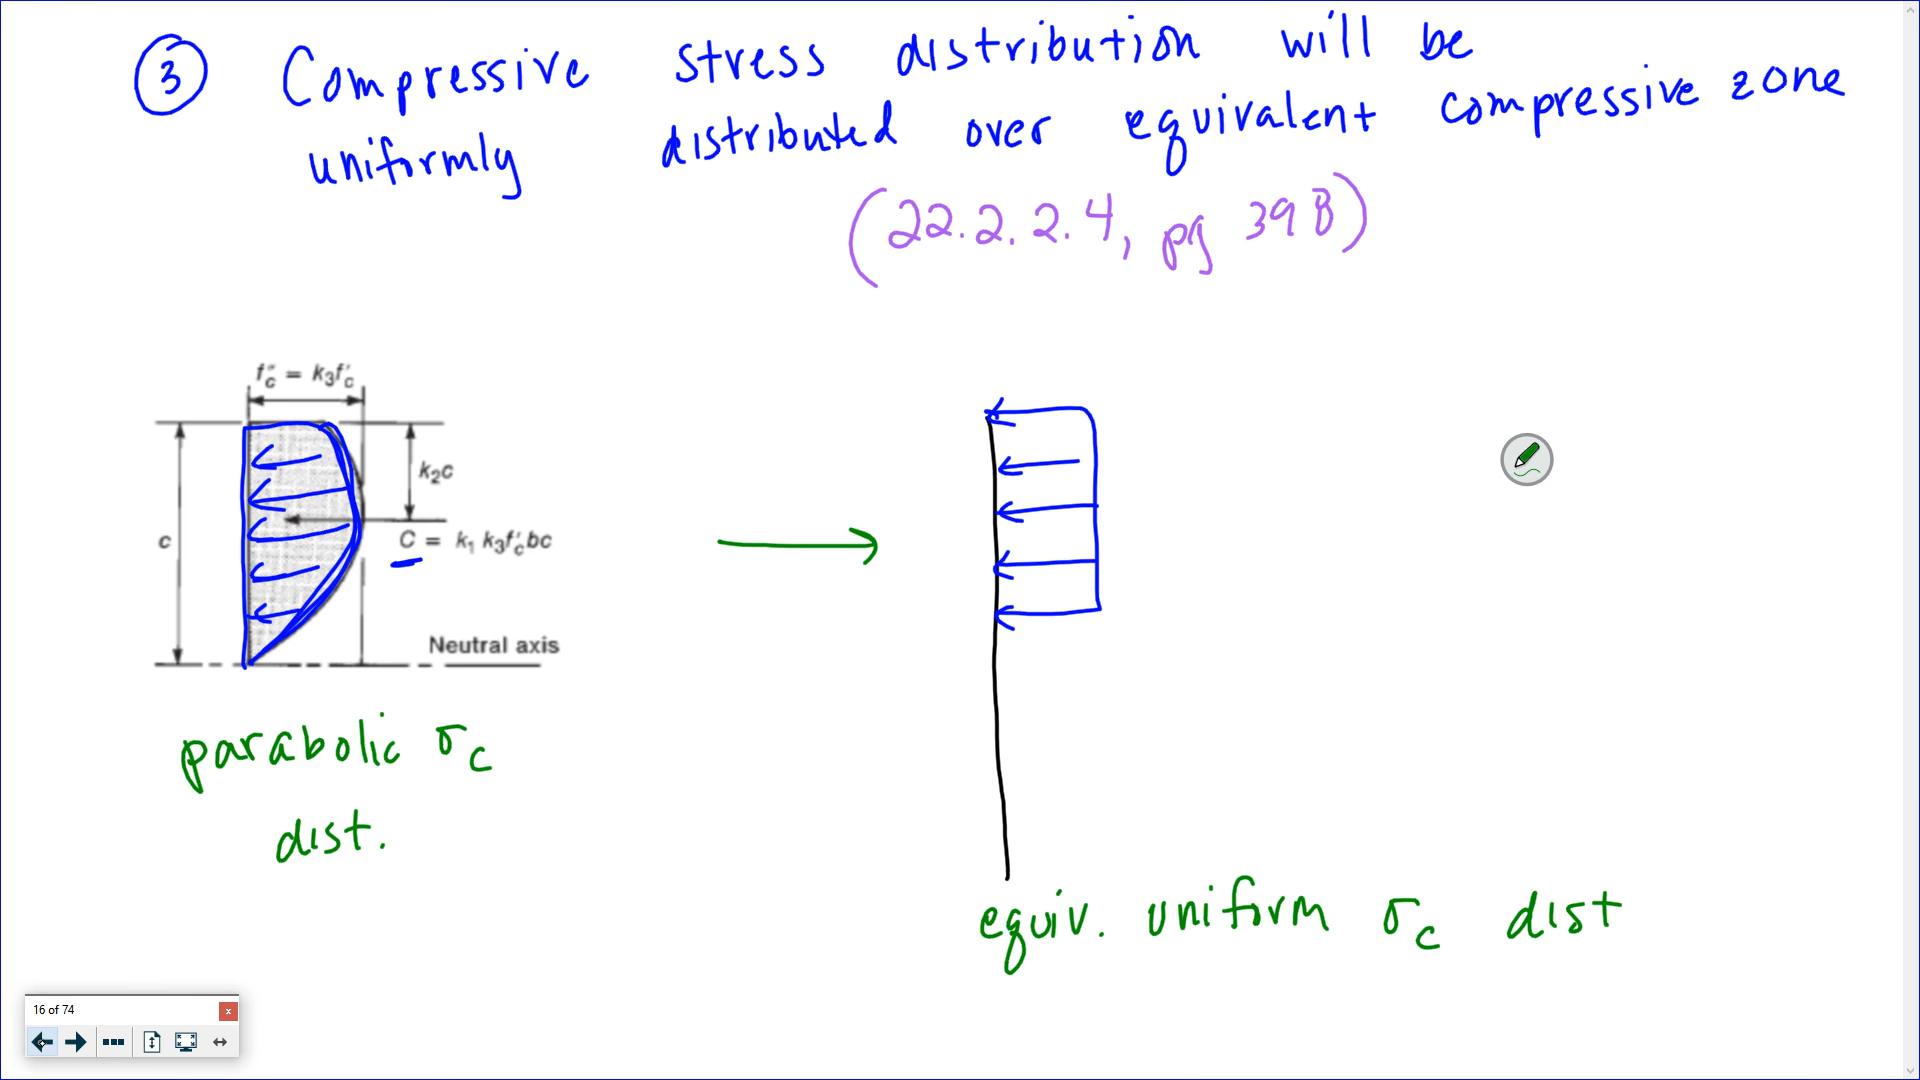 3 Compressive stress distribution will be
uniformly distributed over equivalent compressive zone
(22.2.2.4, pg 398)
f″c = k₃f′c
k₂c
c
C = k₁ k₃f′c bc
Neutral axis
parabolic σc
dist.
equiv. uniform σc dist
16 of 74
x